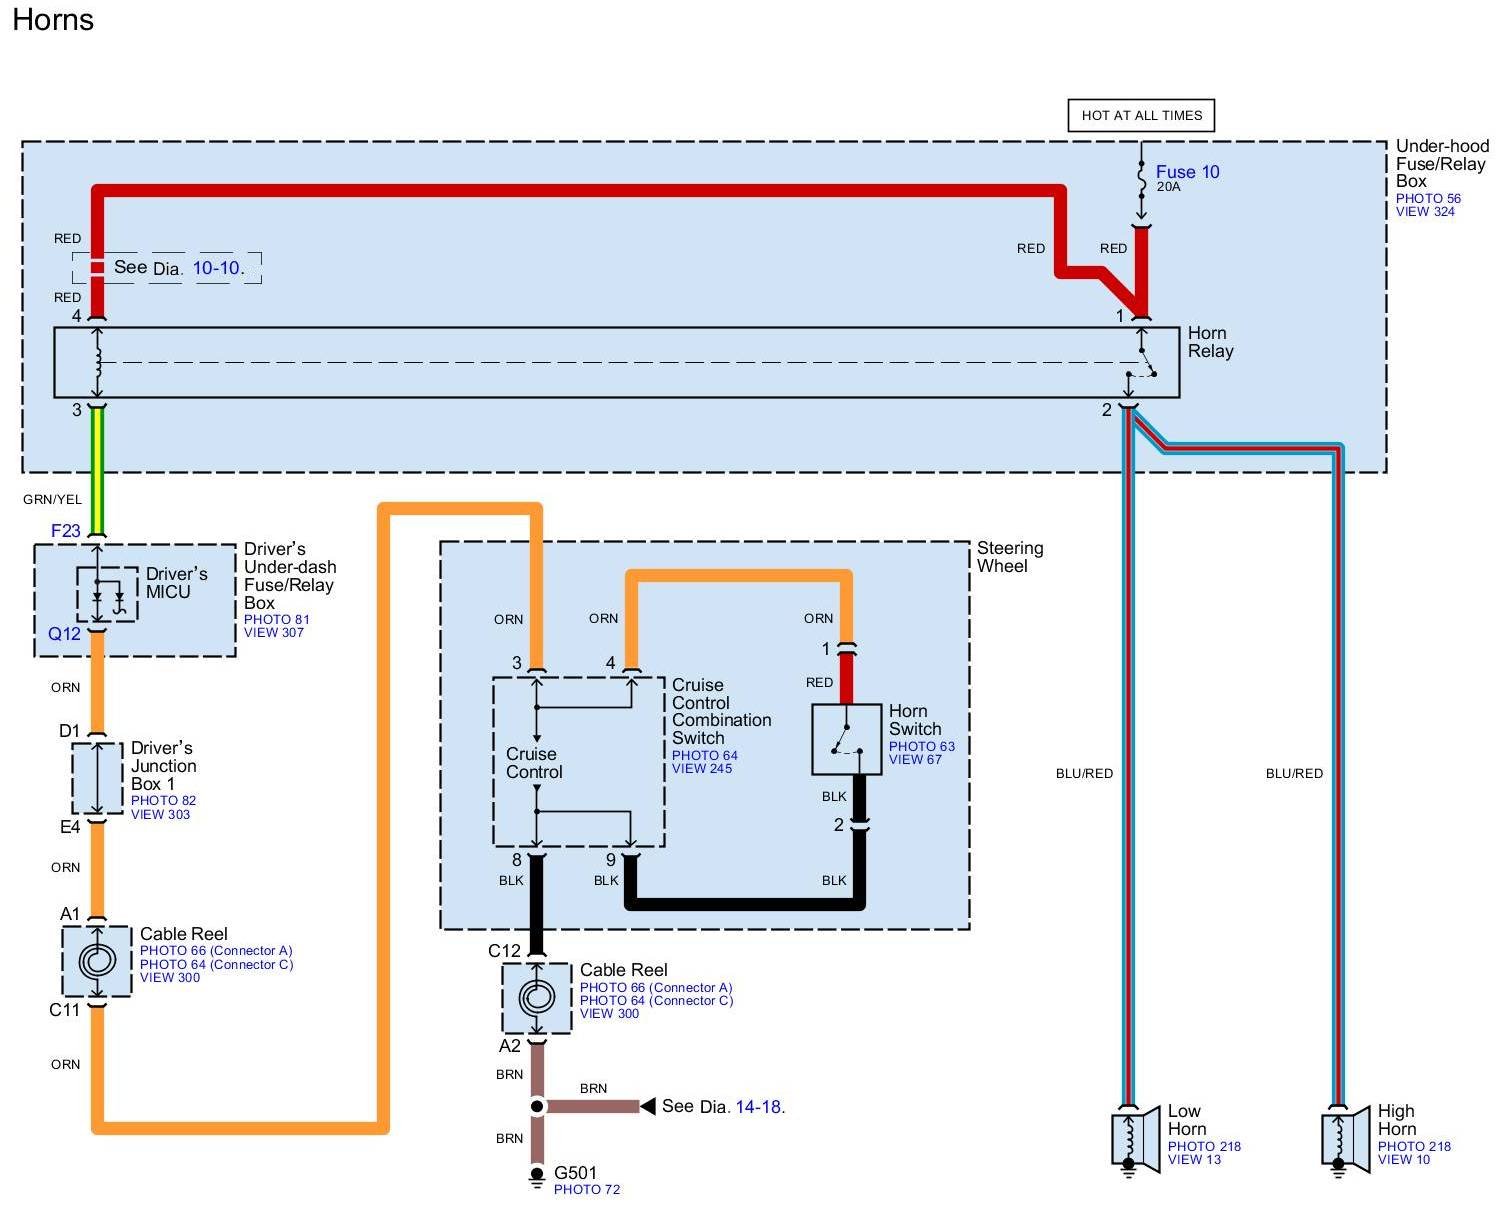 Horns
HOT AT ALL TIMES
Under-hood
Fuse/Relay
Box
PHOTO 56
VIEW 324
Fuse 10
20A
RED
RED
RED
See Dia. 10-10.
RED
4
1
Horn
Relay
3
2
GRN/YEL
F23
Driver's
Under-dash
Fuse/Relay
Box
PHOTO 81
VIEW 307
Driver's
MICU
Q12
ORN
D1
Driver's
Junction
Box 1
PHOTO 82
VIEW 303
E4
ORN
A1
Cable Reel
PHOTO 66 (Connector A)
PHOTO 64 (Connector C)
VIEW 300
C11
ORN
Steering
Wheel
ORN
ORN
ORN
3
4
1
RED
Cruise
Control
Combination
Switch
PHOTO 64
VIEW 245
Cruise
Control
Horn
Switch
PHOTO 63
VIEW 67
BLK
2
8
9
BLK
BLK
BLK
C12
Cable Reel
PHOTO 66 (Connector A)
PHOTO 64 (Connector C)
VIEW 300
A2
BRN
BRN
See Dia. 14-18.
BRN
G501
PHOTO 72
BLU/RED
BLU/RED
Low
Horn
PHOTO 218
VIEW 13
High
Horn
PHOTO 218
VIEW 10